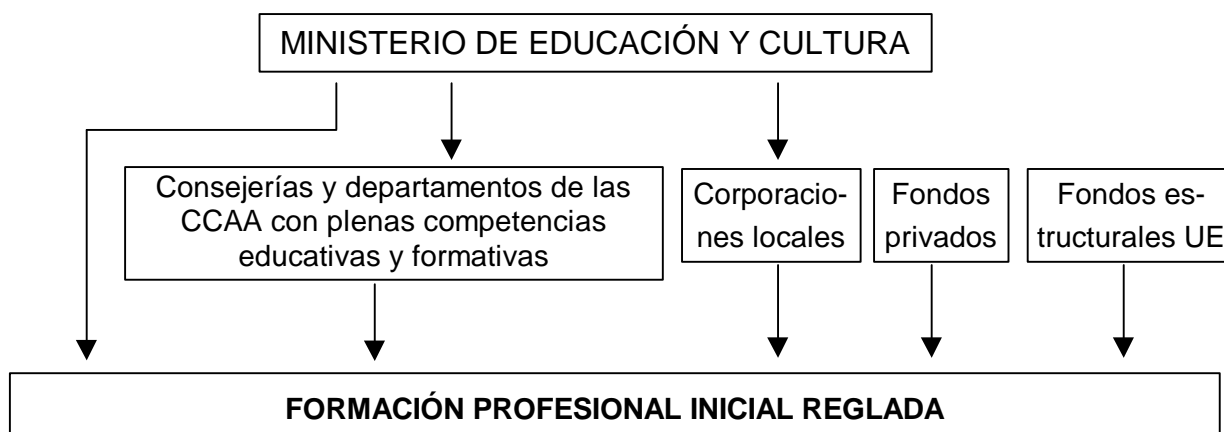 MINISTERIO DE EDUCACIÓN Y CULTURA
Consejerías y departamentos de las
CCAA con plenas competencias
educativas y formativas
Corporacio-
nes locales
Fondos
privados
Fondos es-
tructurales UE
FORMACIÓN PROFESIONAL INICIAL REGLADA